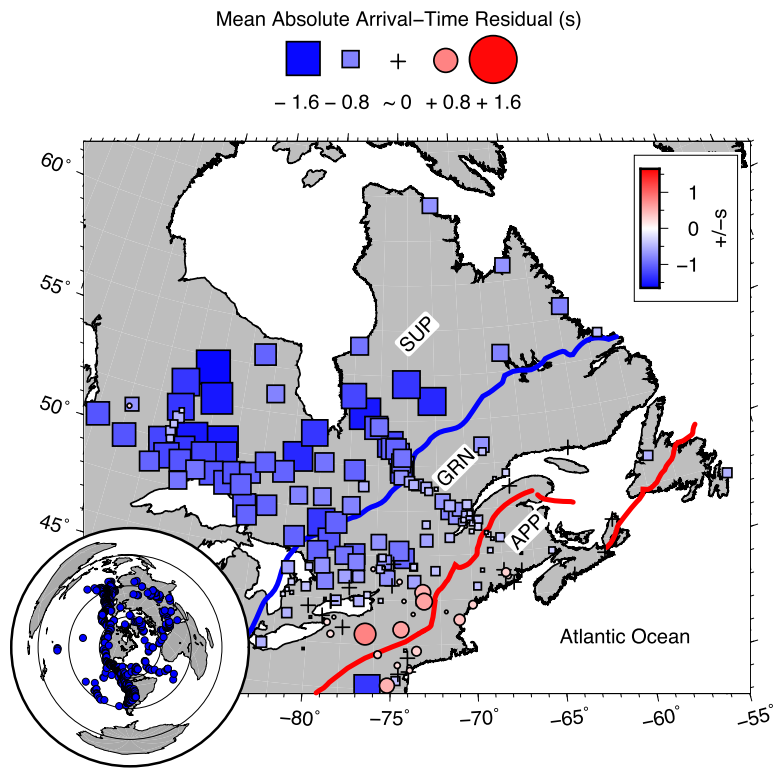 Mean Absolute Arrival−Time Residual (s)
− 1.6 − 0.8 ~ 0 + 0.8 + 1.6
60°
55°
50°
45°
1
0
−1
+/−s
SUP
GRN
APP
Atlantic Ocean
−80°
−75°
−70°
−65°
−60°
−55°